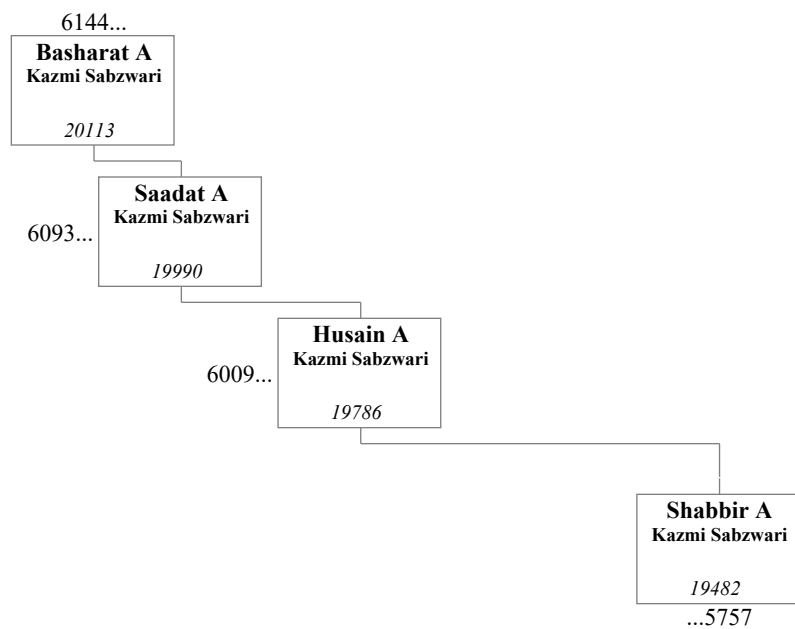 6144...
Basharat A
Kazmi Sabzwari
20113
Saadat A
Kazmi Sabzwari
6093...
19990
Husain A
Kazmi Sabzwari
6009...
19786
Shabbir A
Kazmi Sabzwari
19482
...5757